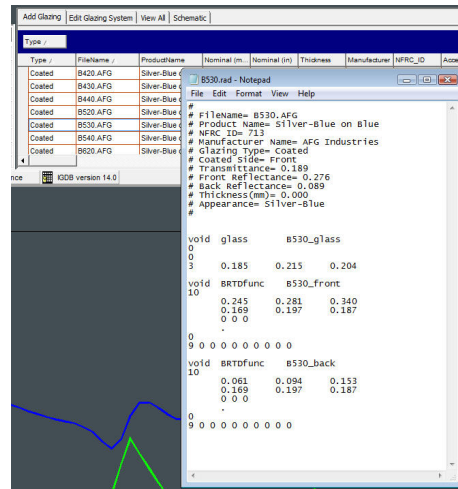 Add Glazing Edit Glazing System View All Schematic
Type /
Type / FileName / ProductName Nominal (m... Nominal (in) Thickness Manufacturer NFRC_ID Acce
Coated B420.AFG Silver-Blue
Coated B430.AFG Silver-Blue
Coated B440.AFG Silver-Blue
Coated B520.AFG Silver-Blue
Coated B530.AFG Silver-Blue
Coated B540.AFG Silver-Blue
Coated B620.AFG Silver-Blue
nce IGDB version 14.0
B530.rad - Notepad
File Edit Format View Help
#
# FileName= B530.AFG
# Product Name= Silver-Blue on Blue
# NFRC ID= 713
# Manufacturer Name= AFG Industries
# Glazing Type= Coated
# Coated Side= Front
# Transmittance= 0.189
# Front Reflectance= 0.276
# Back Reflectance= 0.089
# Thickness(mm)= 0.000
# Appearance= Silver-Blue
#
void glass B530_glass
0
0
3 0.185 0.215 0.204
void BRTDfunc B530_front
10
0.245 0.281 0.340
0.169 0.197 0.187
0 0 0
.
0
9 0 0 0 0 0 0 0 0 0
void BRTDfunc B530_back
10
0.061 0.094 0.153
0.169 0.197 0.187
0 0 0
.
0
9 0 0 0 0 0 0 0 0 0